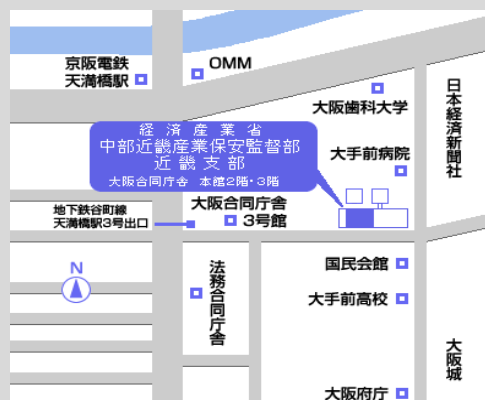 京阪電鉄
天満橋駅
OMM
大阪歯科大学
日本経済新聞社
経済産業省
中部近畿産業保安監督部
近畿支部
大阪合同庁舎 本館2階・3階
大手前病院
地下鉄谷町線
天満橋駅3号出口
大阪合同庁舎
3号館
N
法務合同庁舎
国民会館
大手前高校
大阪城
大阪府庁